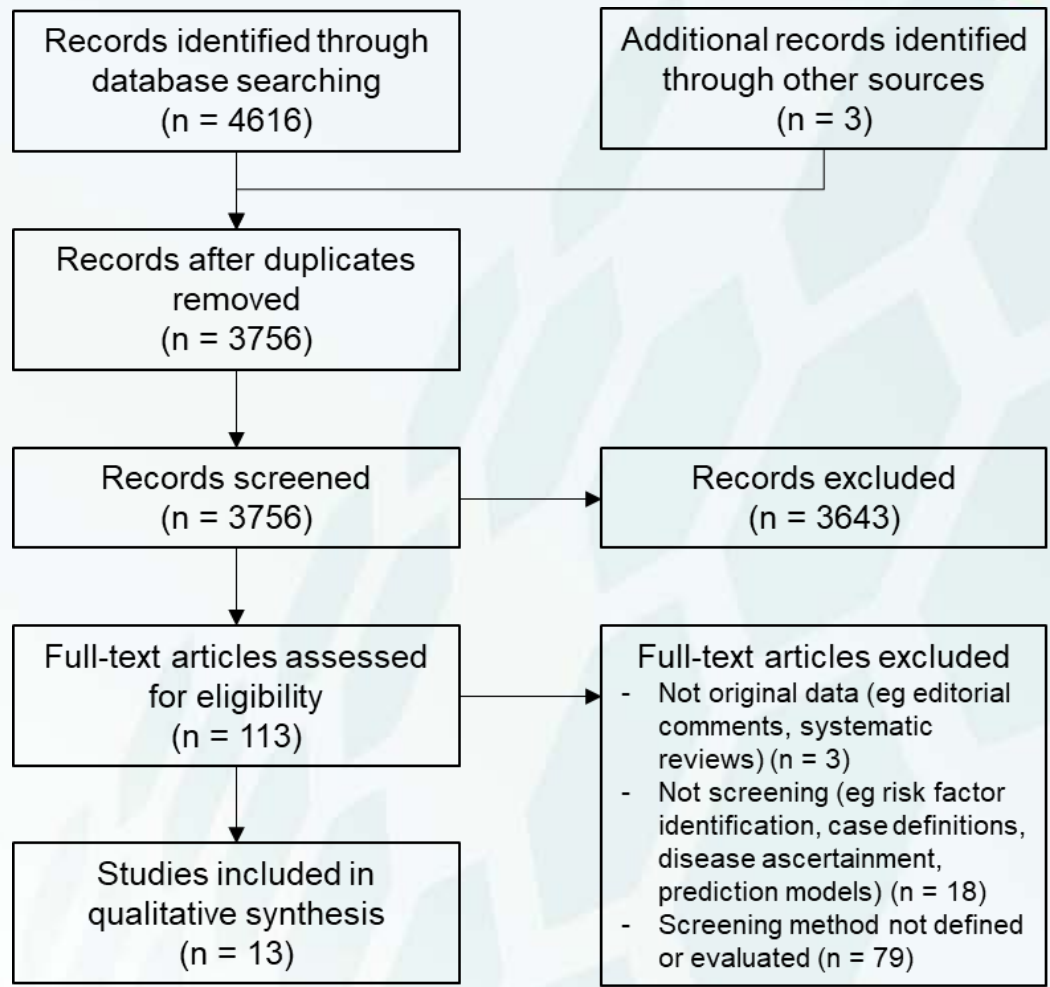 Records identified through
database searching
(n = 4616)
Additional records identified
through other sources
(n = 3)
Records after duplicates
removed
(n = 3756)
Records screened
(n = 3756)
Records excluded
(n = 3643)
Full-text articles assessed
for eligibility
(n = 113)
Full-text articles excluded
- Not original data (eg editorial
comments, systematic
reviews) (n = 3)
- Not screening (eg risk factor
identification, case definitions,
disease ascertainment,
prediction models) (n = 18)
- Screening method not defined
or evaluated (n = 79)
Studies included in
qualitative synthesis
(n = 13)